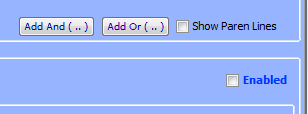 Add And ( .. ) Add Or ( .. ) Show Paren Lines
Enabled